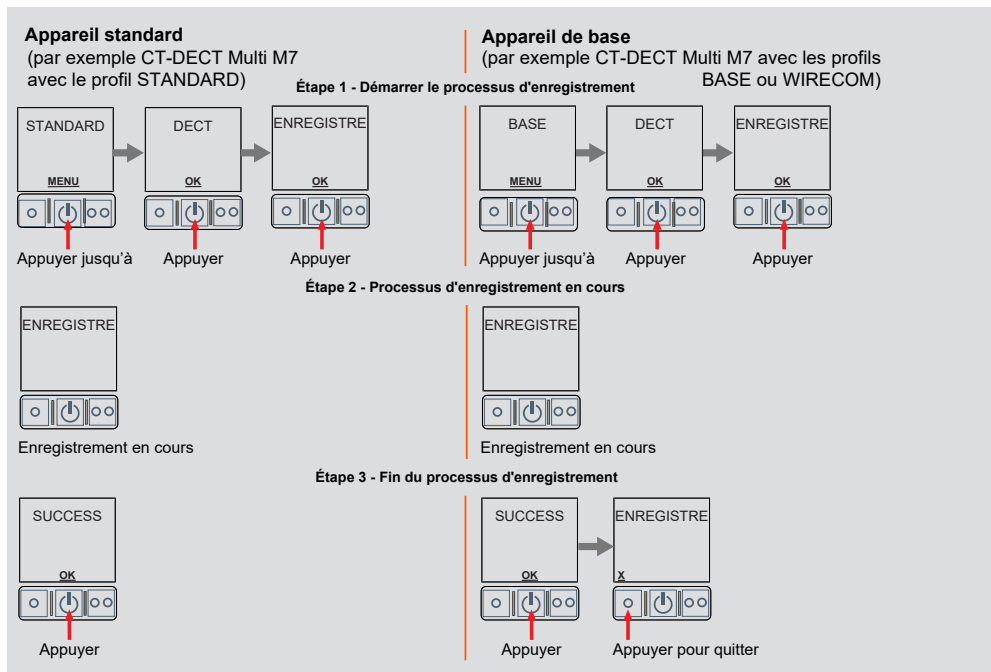 Appareil standard
(par exemple CT-DECT Multi M7
avec le profil STANDARD)
Appareil de base
(par exemple CT-DECT Multi M7 avec les profils
BASE ou WIRECOM)
Étape 1 - Démarrer le processus d'enregistrement
STANDARD
MENU
Appuyer jusqu'à
DECT
OK
Appuyer
ENREGISTRE
OK
Appuyer
BASE
MENU
Appuyer jusqu'à
DECT
OK
Appuyer
ENREGISTRE
OK
Appuyer
Étape 2 - Processus d'enregistrement en cours
ENREGISTRE
Enregistrement en cours
ENREGISTRE
Enregistrement en cours
Étape 3 - Fin du processus d'enregistrement
SUCCESS
OK
Appuyer
SUCCESS
OK
Appuyer
ENREGISTRE
X
Appuyer pour quitter